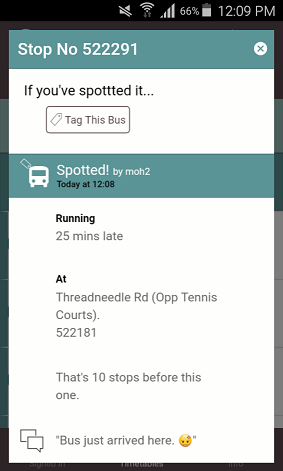 66% 12:09 PM
Stop No 522291
If you've spottted it...
Tag This Bus
Spotted! by moh2
Today at 12:08
Running
25 mins late
At
Threadneedle Rd (Opp Tennis
Courts).
522181
That's 10 stops before this
one.
"Bus just arrived here. 😠"
Signed in Timetables Info